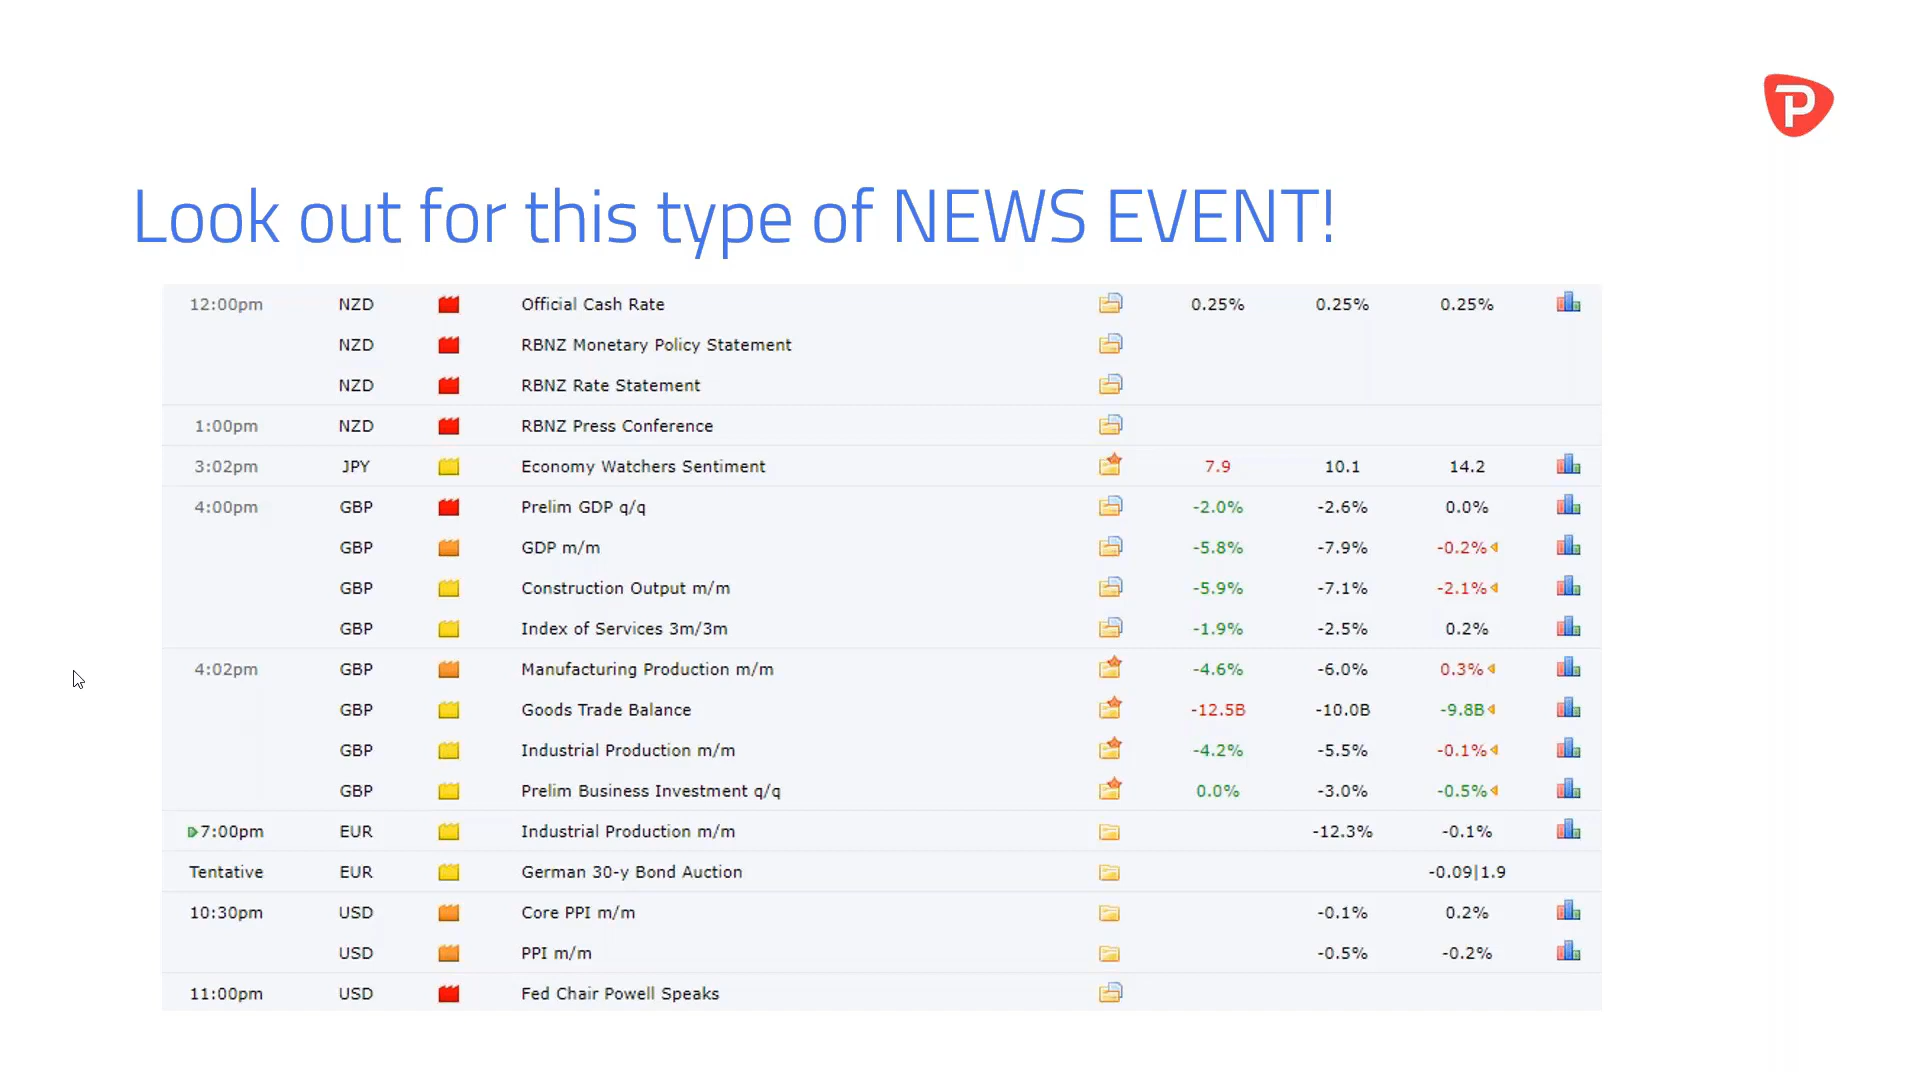 P
Look out for this type of NEWS EVENT!
12:00pm NZD Official Cash Rate 0.25% 0.25% 0.25%
NZD RBNZ Monetary Policy Statement
NZD RBNZ Rate Statement
1:00pm NZD RBNZ Press Conference
3:02pm JPY Economy Watchers Sentiment 7.9 10.1 14.2
4:00pm GBP Prelim GDP q/q -2.0% -2.6% 0.0%
GBP GDP m/m -5.8% -7.9% -0.2%
GBP Construction Output m/m -5.9% -7.1% -2.1%
GBP Index of Services 3m/3m -1.9% -2.5% 0.2%
4:02pm GBP Manufacturing Production m/m -4.6% -6.0% 0.3%
GBP Goods Trade Balance -12.5B -10.0B -9.8B
GBP Industrial Production m/m -4.2% -5.5% -0.1%
GBP Prelim Business Investment q/q 0.0% -3.0% -0.5%
7:00pm EUR Industrial Production m/m -12.3% -0.1%
Tentative EUR German 30-y Bond Auction -0.09|1.9
10:30pm USD Core PPI m/m -0.1% 0.2%
USD PPI m/m -0.5% -0.2%
11:00pm USD Fed Chair Powell Speaks